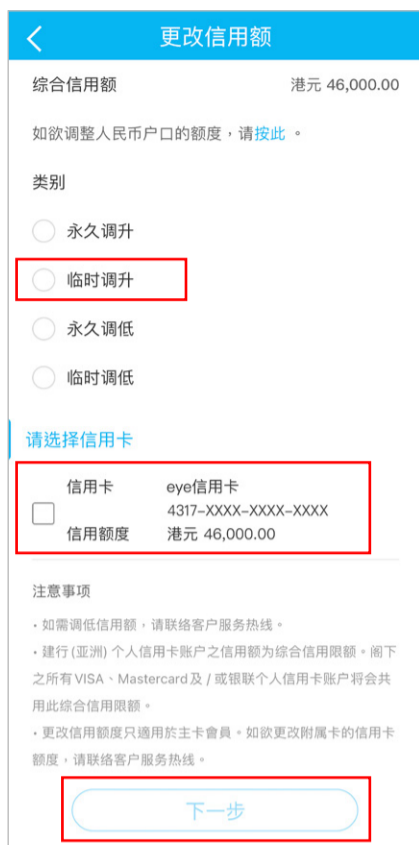 更改信用额
综合信用额 港元 46,000.00
如欲调整人民币户口的额度，请按此 。
类别
永久调升
临时调升
永久调低
临时调低
请选择信用卡
信用卡 eye信用卡
4317-XXXX-XXXX-XXXX
信用额度 港元 46,000.00
注意事项
•如需调低信用额，请联络客户服务热线。
•建行 (亚洲) 个人信用卡账户之信用额为综合信用限额。阁下
之所有 VISA、Mastercard 及 / 或银联个人信用卡账户将会共
用此综合信用限额。
•更改信用额度只適用於主卡會員。如欲更改附属卡的信用卡
额度，请联络客户服务热线。
下一步